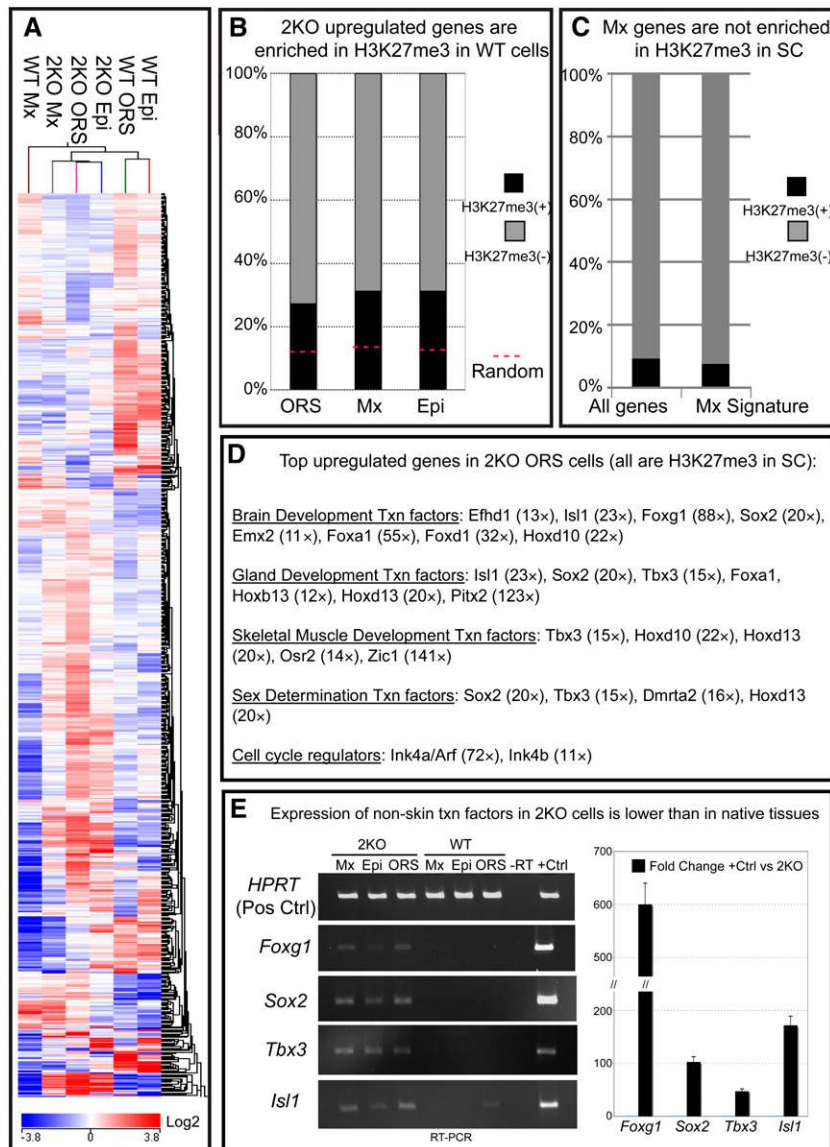 A
WT Mx
2KO Mx
2KO ORS
2KO Epi
WT ORS
WT Epi
Log2
-3.8
0
3.8
B
2KO upregulated genes are
enriched in H3K27me3 in WT cells
100%
80%
60%
40%
20%
0%
ORS
Mx
Epi
H3K27me3(+)
H3K27me3(-)
Random
C
Mx genes are not enriched
in H3K27me3 in SC
100%
80%
60%
40%
20%
0%
All genes
Mx Signature
H3K27me3(+)
H3K27me3(-)
D
Top upregulated genes in 2KO ORS cells (all are H3K27me3 in SC):
Brain Development Txn factors: Efhd1 (13×), Isl1 (23×), Foxg1 (88×), Sox2 (20×),
Emx2 (11×), Foxa1 (55×), Foxd1 (32×), Hoxd10 (22×)
Gland Development Txn factors: Isl1 (23×), Sox2 (20×), Tbx3 (15×), Foxa1,
Hoxb13 (12×), Hoxd13 (20×), Pitx2 (123×)
Skeletal Muscle Development Txn factors: Tbx3 (15×), Hoxd10 (22×), Hoxd13
(20×), Osr2 (14×), Zic1 (141×)
Sex Determination Txn factors: Sox2 (20×), Tbx3 (15×), Dmrta2 (16×), Hoxd13
(20×)
Cell cycle regulators: Ink4a/Arf (72×), Ink4b (11×)
E
Expression of non-skin txn factors in 2KO cells is lower than in native tissues
2KO
WT
Mx Epi ORS Mx Epi ORS -RT +Ctrl
HPRT
(Pos Ctrl)
Foxg1
Sox2
Tbx3
Isl1
RT-PCR
700
600
500
200
100
0
//
//
Fold Change +Ctrl vs 2KO
Foxg1
Sox2
Tbx3
Isl1